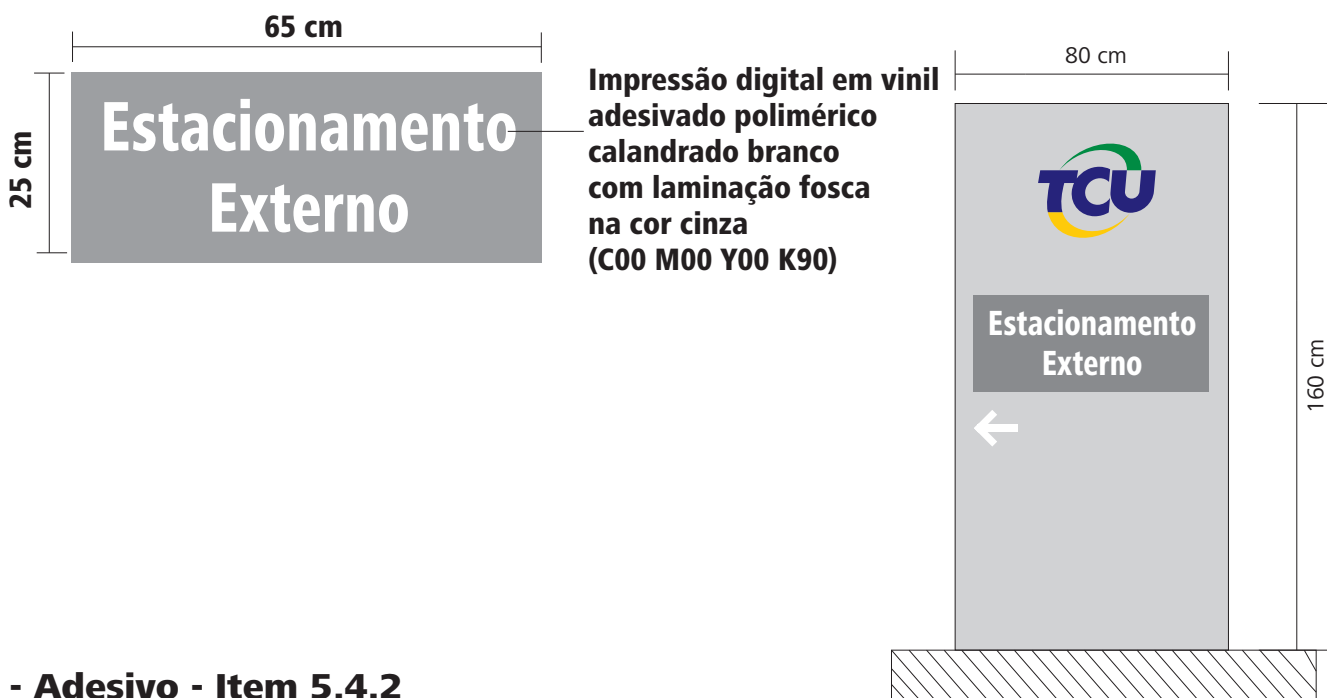 65 cm
25 cm
Estacionamento
Externo
Impressão digital em vinil
adesivado polimérico
calandrado branco
com laminação fosca
na cor cinza
(C00 M00 Y00 K90)
80 cm
TCU
Estacionamento
Externo
160 cm
- Adesivo - Item 5.4.2